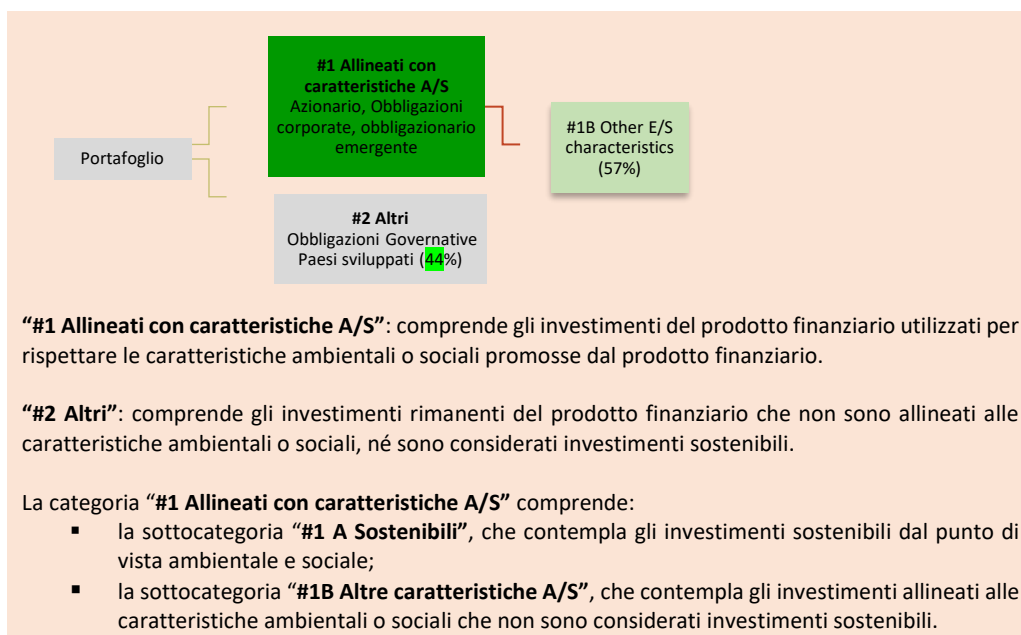 #1 Allineati con
caratteristiche A/S
Azionario, Obbligazioni
corporate, obbligazionario
emergente
Portafoglio
#1B Other E/S
characteristics
(57%)
#2 Altri
Obbligazioni Governative
Paesi sviluppati (44%)
“#1 Allineati con caratteristiche A/S”: comprende gli investimenti del prodotto finanziario utilizzati per
rispettare le caratteristiche ambientali o sociali promosse dal prodotto finanziario.
“#2 Altri”: comprende gli investimenti rimanenti del prodotto finanziario che non sono allineati alle
caratteristiche ambientali o sociali, né sono considerati investimenti sostenibili.
La categoria “#1 Allineati con caratteristiche A/S” comprende:
▪ la sottocategoria “#1 A Sostenibili”, che contempla gli investimenti sostenibili dal punto di
vista ambientale e sociale;
▪ la sottocategoria “#1B Altre caratteristiche A/S”, che contempla gli investimenti allineati alle
caratteristiche ambientali o sociali che non sono considerati investimenti sostenibili.